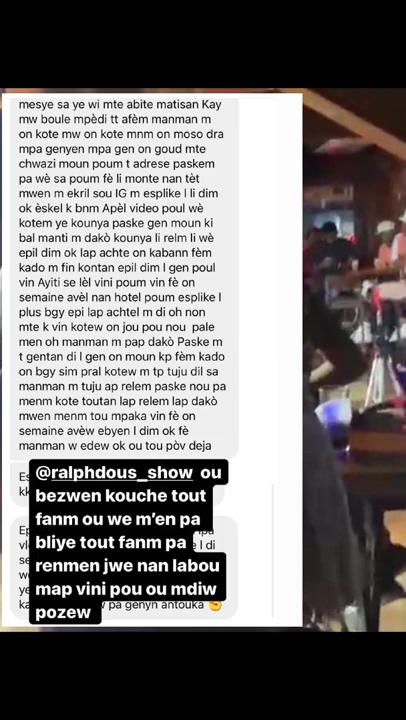 mesye sa ye wi mte abite matisan Kay
mw boule mpèdi tt afèm manman m
on kote mw on kote mnm on moso dra
mpa genyen mpa gen on goud mte
chwazi moun poum t adrese paskem
pa wè sa poum fè li monte nan tèt
mwen m ekril sou IG m esplike l li dim
ok èskel k bnm Apèl video poul wè
kotem ye kounya paske gen moun ki
bal manti m dakò kounya li relm li wè
epil dim ok lap achte on kabann fèm
kado m fin kontan epil dim l gen poul
vin Ayiti se lèl vini poum vin fè on
semaine avèl nan hotel poum esplike l
plus bgy epi lap achtel m di oh non
mte k vin kotew on jou pou nou pale
men oh manman m pap dakò Paske m
t gentan di l gen on moun kp fèm kado
on bgy sim pral kotew m tp tuju dil sa
manman m tuju ap relem paske nou pa
menm kote toutan lap relem lap dakò
mwen menm tou mpaka vin fè on
semaine avèw ebyen l dim ok fè
manman w edew ok ou tou pòv deja
@ralphdous_show ou
bezwen kouche tout
fanm ou we m'en pa
bliye tout fanm pa
renmen jwe nan labou
map vini pou ou mdiw
pozew
Es
kk
Ep
l di
se
ye
pa genyn antouka